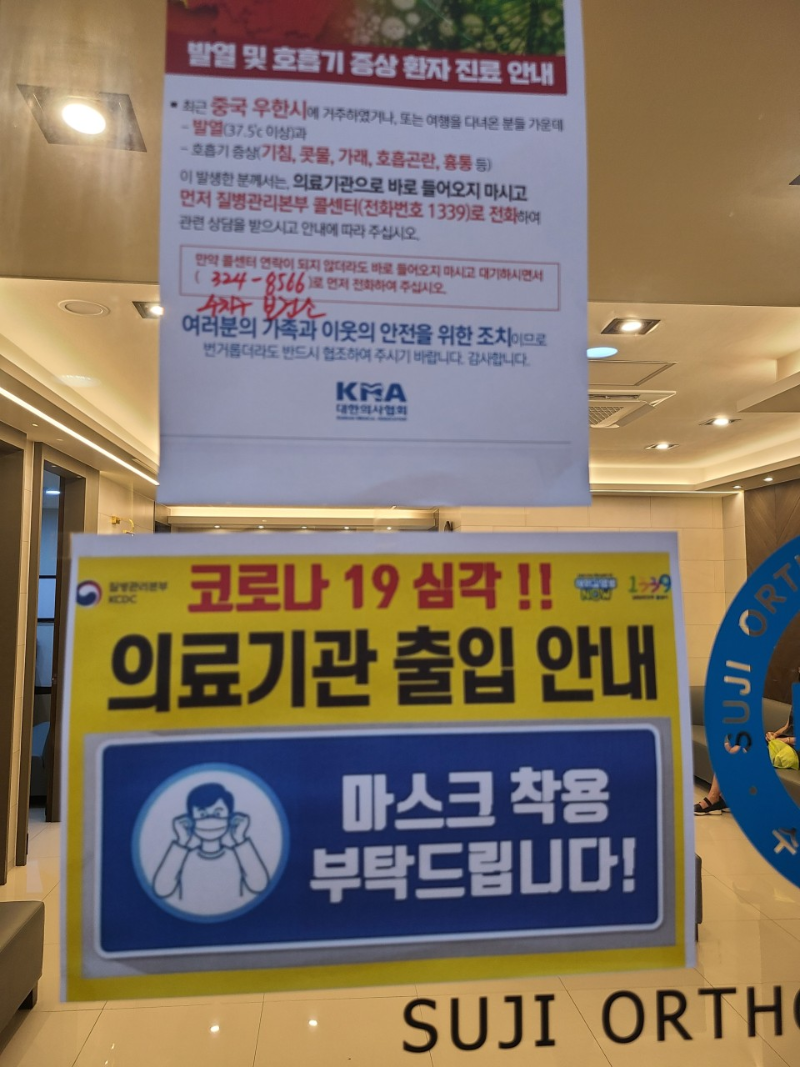 발열 및 호흡기 증상 환자 진료 안내
▪ 최근 중국 우한시에 거주하였거나, 또는 여행을 다녀온 분들 가운데
- 발열(37.5℃ 이상)과
- 호흡기 증상(기침, 콧물, 가래, 호흡곤란, 흉통 등)
이 발생한 분께서는, 의료기관으로 바로 들어오지 마시고
먼저 질병관리본부 콜센터(전화번호 1339)로 전화하여
관련 상담을 받으시고 안내에 따라 주십시오.
만약 콜센터 연락이 되지 않더라도 바로 들어오지 마시고 대기하시면서
( 324-8566 )로 먼저 전화하여 주십시오.
수지구 보건소
여러분의 가족과 이웃의 안전을 위한 조치이므로
번거롭더라도 반드시 협조하여 주시기 바랍니다. 감사합니다.
KMA
대한의사협회
질병관리본부
KCDC
코로나 19 심각 !!
NOW
1339
의료기관 출입 안내
마스크 착용
부탁드립니다!
SUJI ORTH
수
SUJI ORTHO